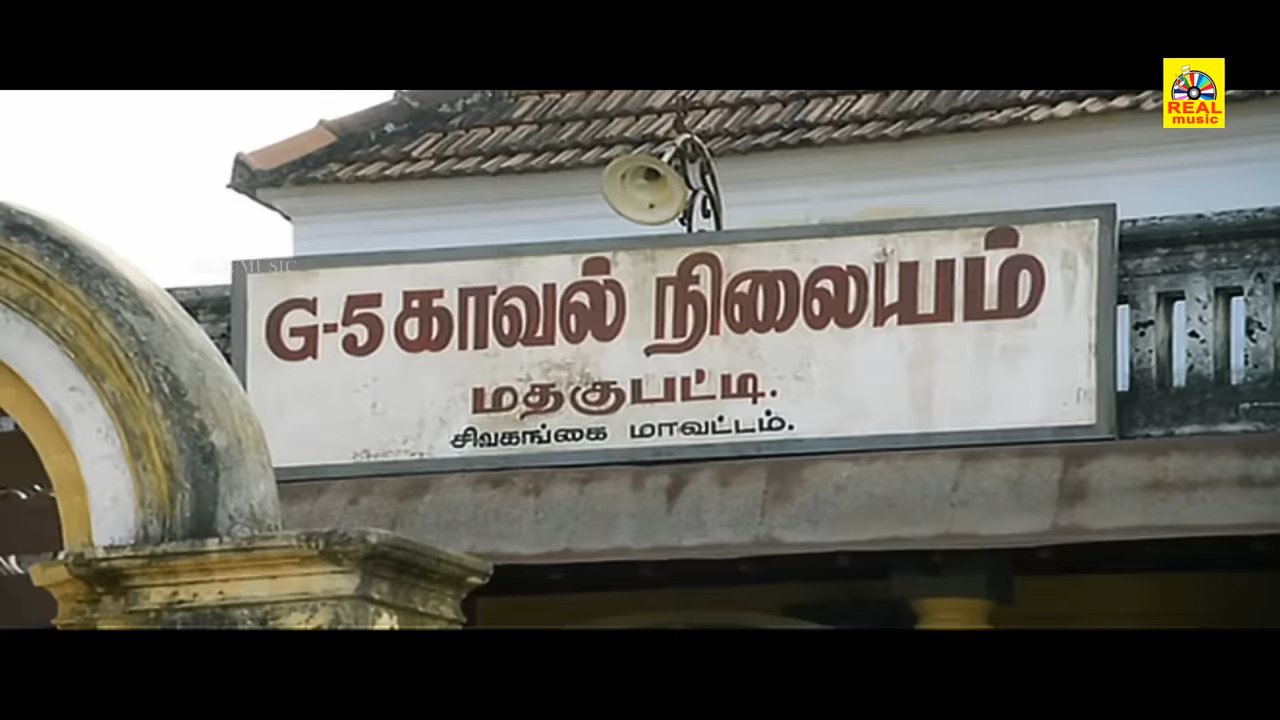 REAL
music
G-5 காவல் நிலையம்
மதகுபட்டி.
சிவகங்கை மாவட்டம்.